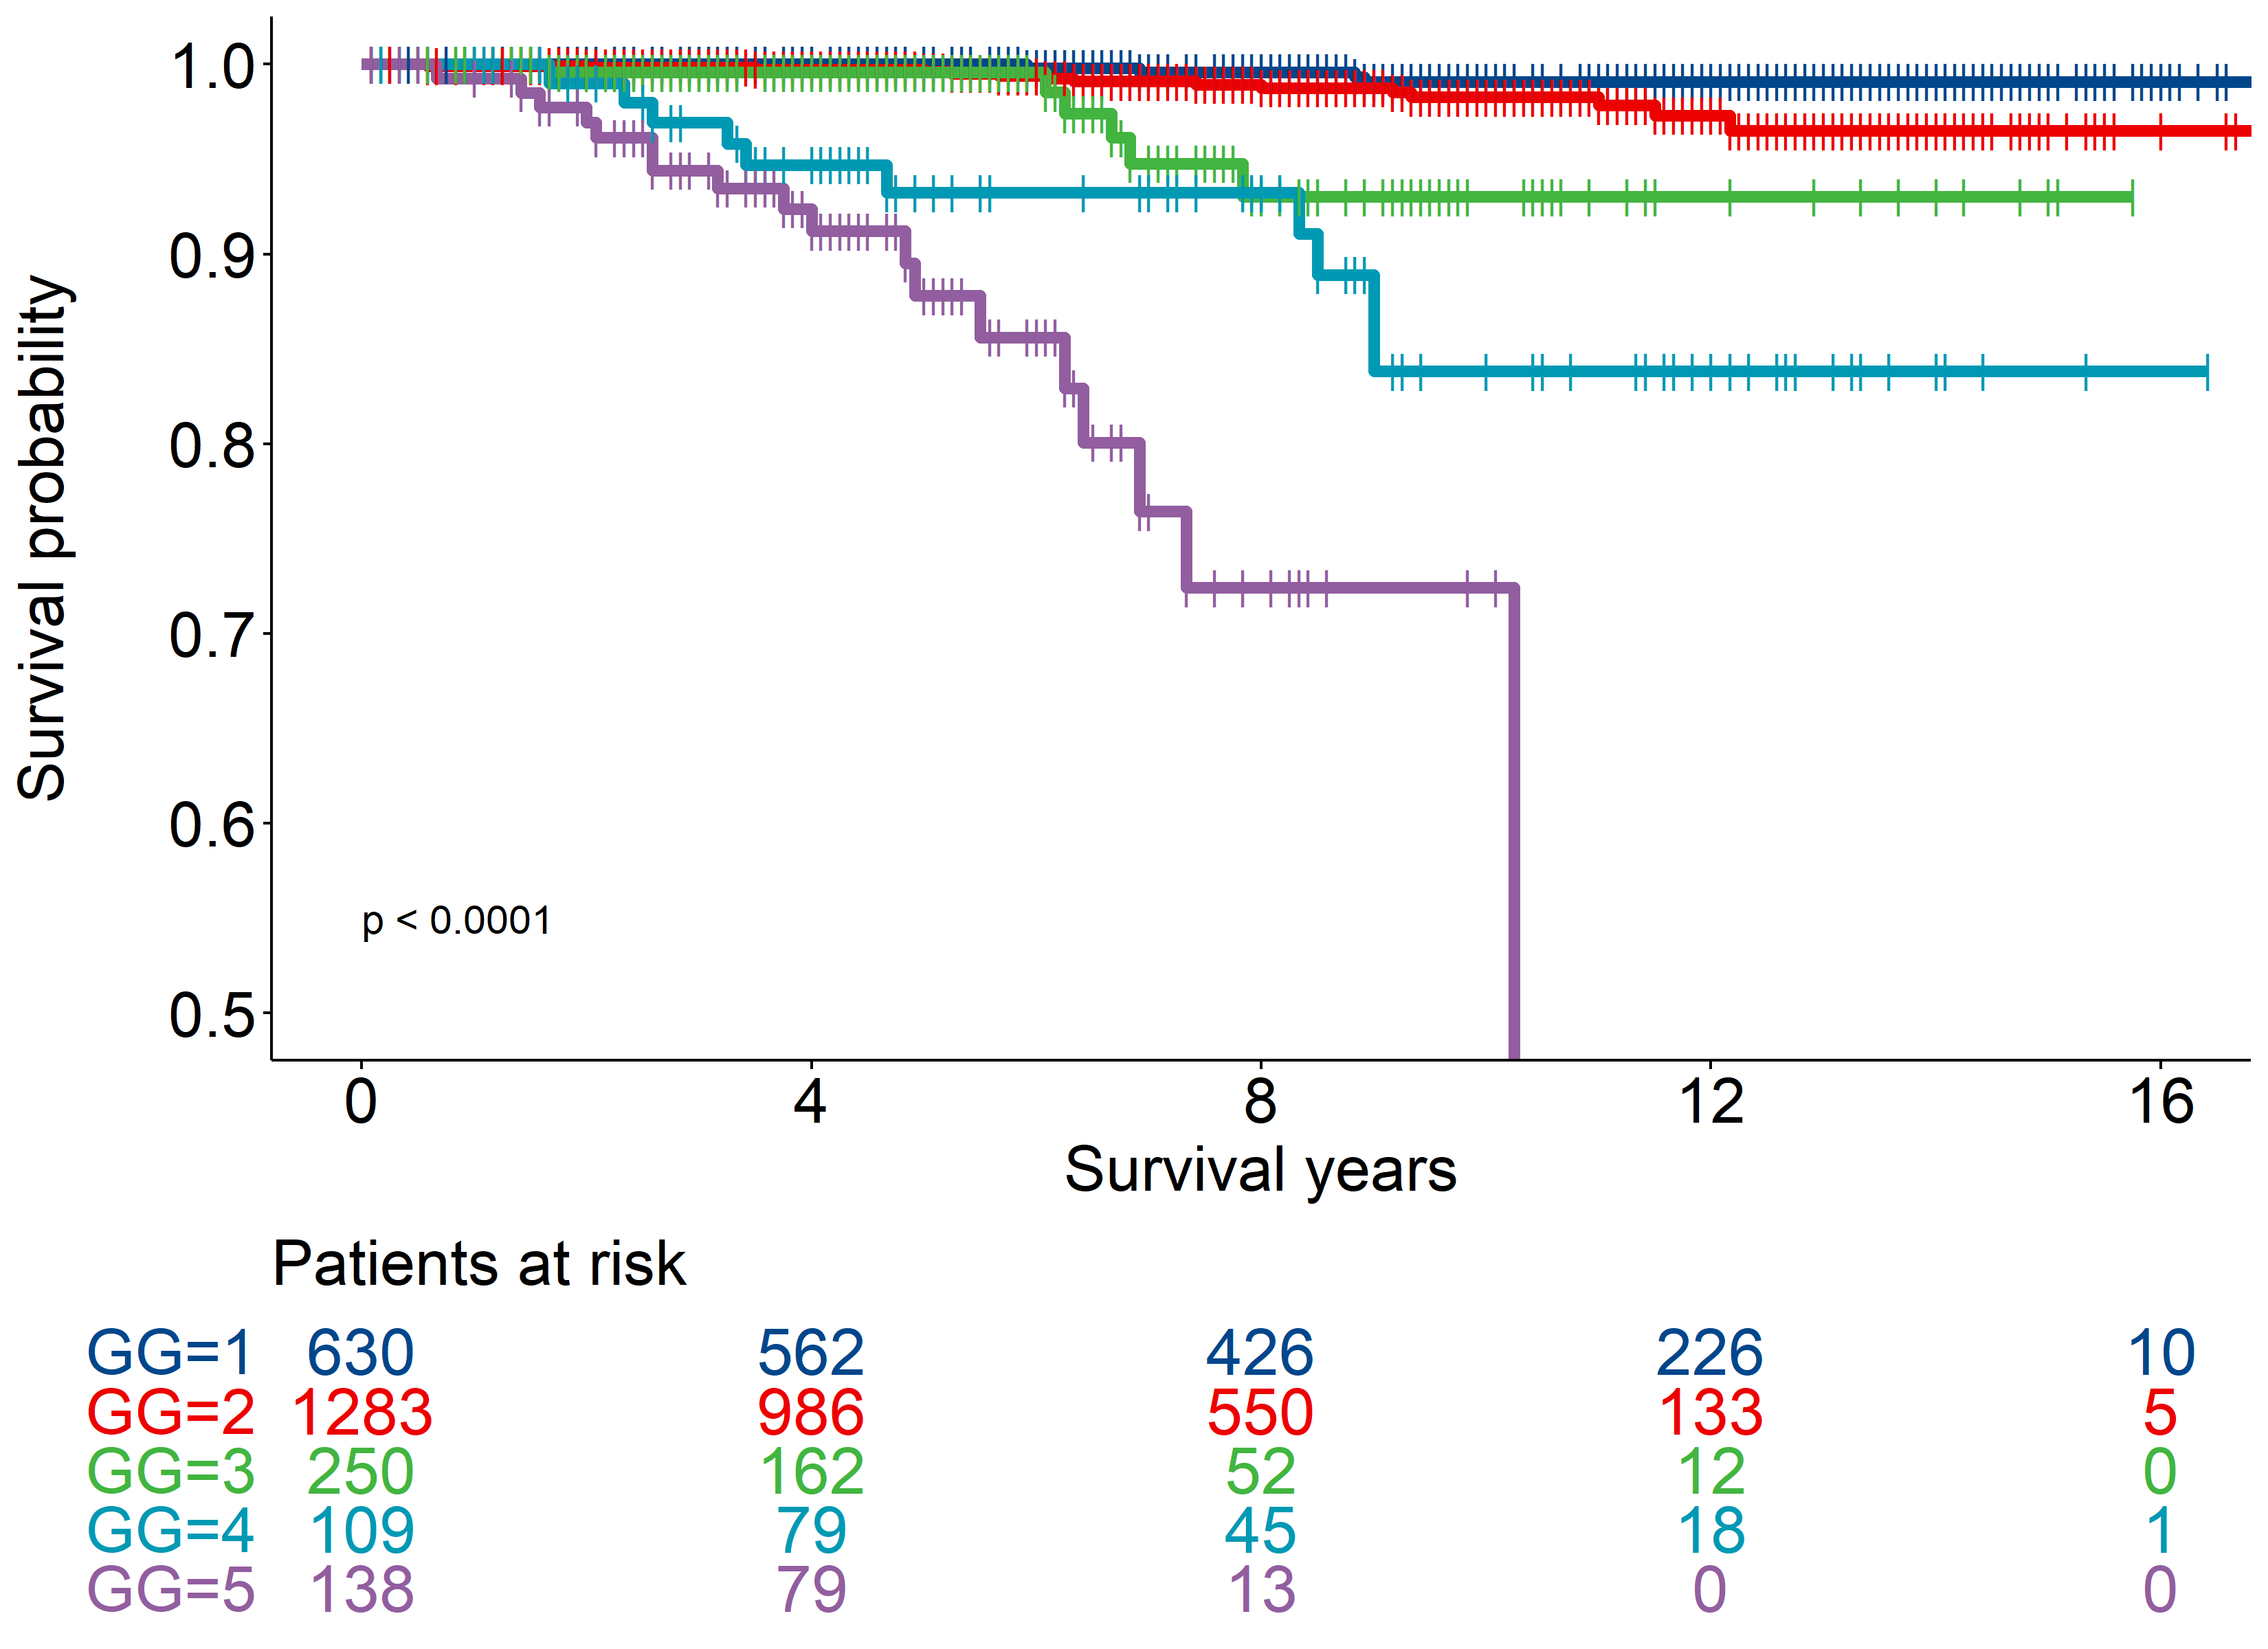 Survival probability
1.0
0.9
0.8
0.7
0.6
0.5
p < 0.0001
0 4 8 12 16
Survival years
Patients at risk
GG=1 630 562 426 226 10
GG=2 1283 986 550 133 5
GG=3 250 162 52 12 0
GG=4 109 79 45 18 1
GG=5 138 79 13 0 0